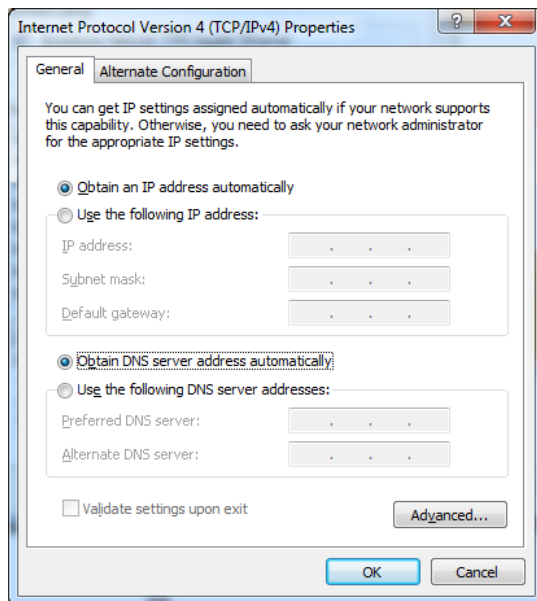 Internet Protocol Version 4 (TCP/IPv4) Properties
General
Alternate Configuration
You can get IP settings assigned automatically if your network supports
this capability. Otherwise, you need to ask your network administrator
for the appropriate IP settings.
Obtain an IP address automatically
Use the following IP address:
IP address:
. . .
Subnet mask:
. . .
Default gateway:
. . .
Obtain DNS server address automatically
Use the following DNS server addresses:
Preferred DNS server:
. . .
Alternate DNS server:
. . .
Validate settings upon exit
Advanced...
OK
Cancel